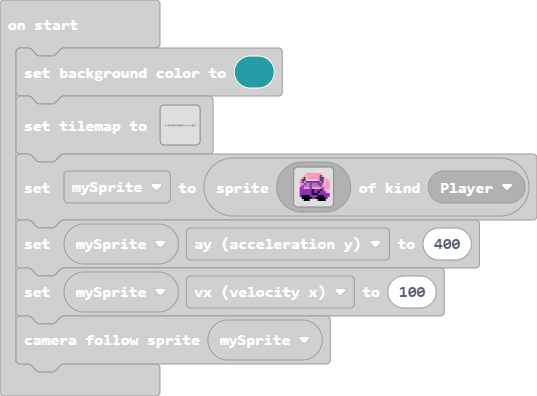 on start
set background color to
set tilemap to
set mySprite to sprite of kind Player
set mySprite ay (acceleration y) to 400
set mySprite vx (velocity x) to 100
camera follow sprite mySprite